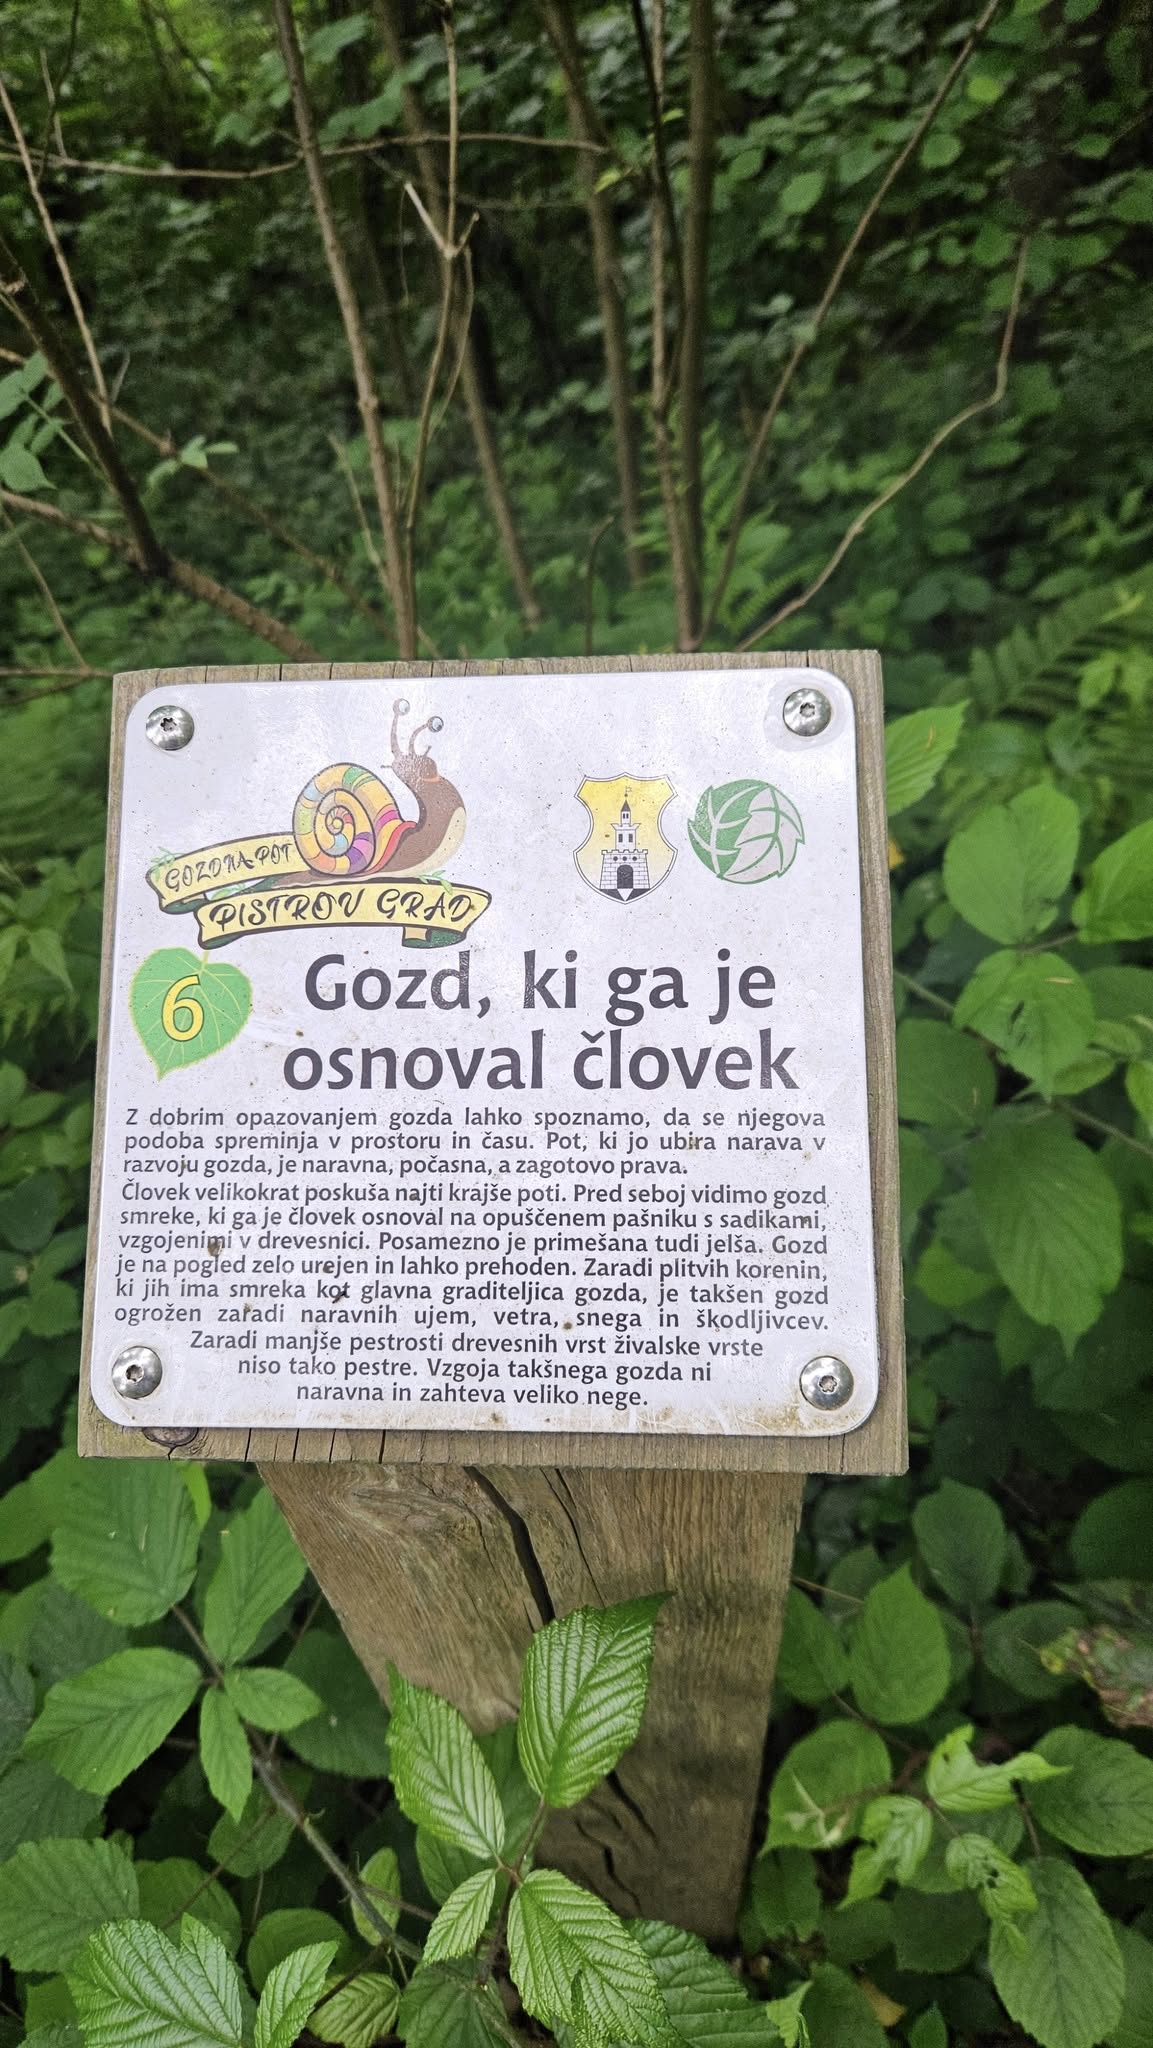 GOZDNA POT
PISTROV GRAD
6
Gozd, ki ga je
osnoval človek
Z dobrim opazovanjem gozda lahko spoznamo, da se njegova
podoba spreminja v prostoru in času. Pot, ki jo ubira narava v
razvoju gozda, je naravna, počasna, a zagotovo prava.
Človek velikokrat poskuša najti krajše poti. Pred seboj vidimo gozd
smreke, ki ga je človek osnoval na opuščenem pašniku s sadikami,
vzgojenimi v drevesnici. Posamezno je primešana tudi jelša. Gozd
je na pogled zelo urejen in lahko prehoden. Zaradi plitvih korenin,
ki jih ima smreka kot glavna graditeljica gozda, je takšen gozd
ogrožen zaradi naravnih ujem, vetra, snega in škodljivcev.
Zaradi manjše pestrosti drevesnih vrst živalske vrste
niso tako pestre. Vzgoja takšnega gozda ni
naravna in zahteva veliko nege.